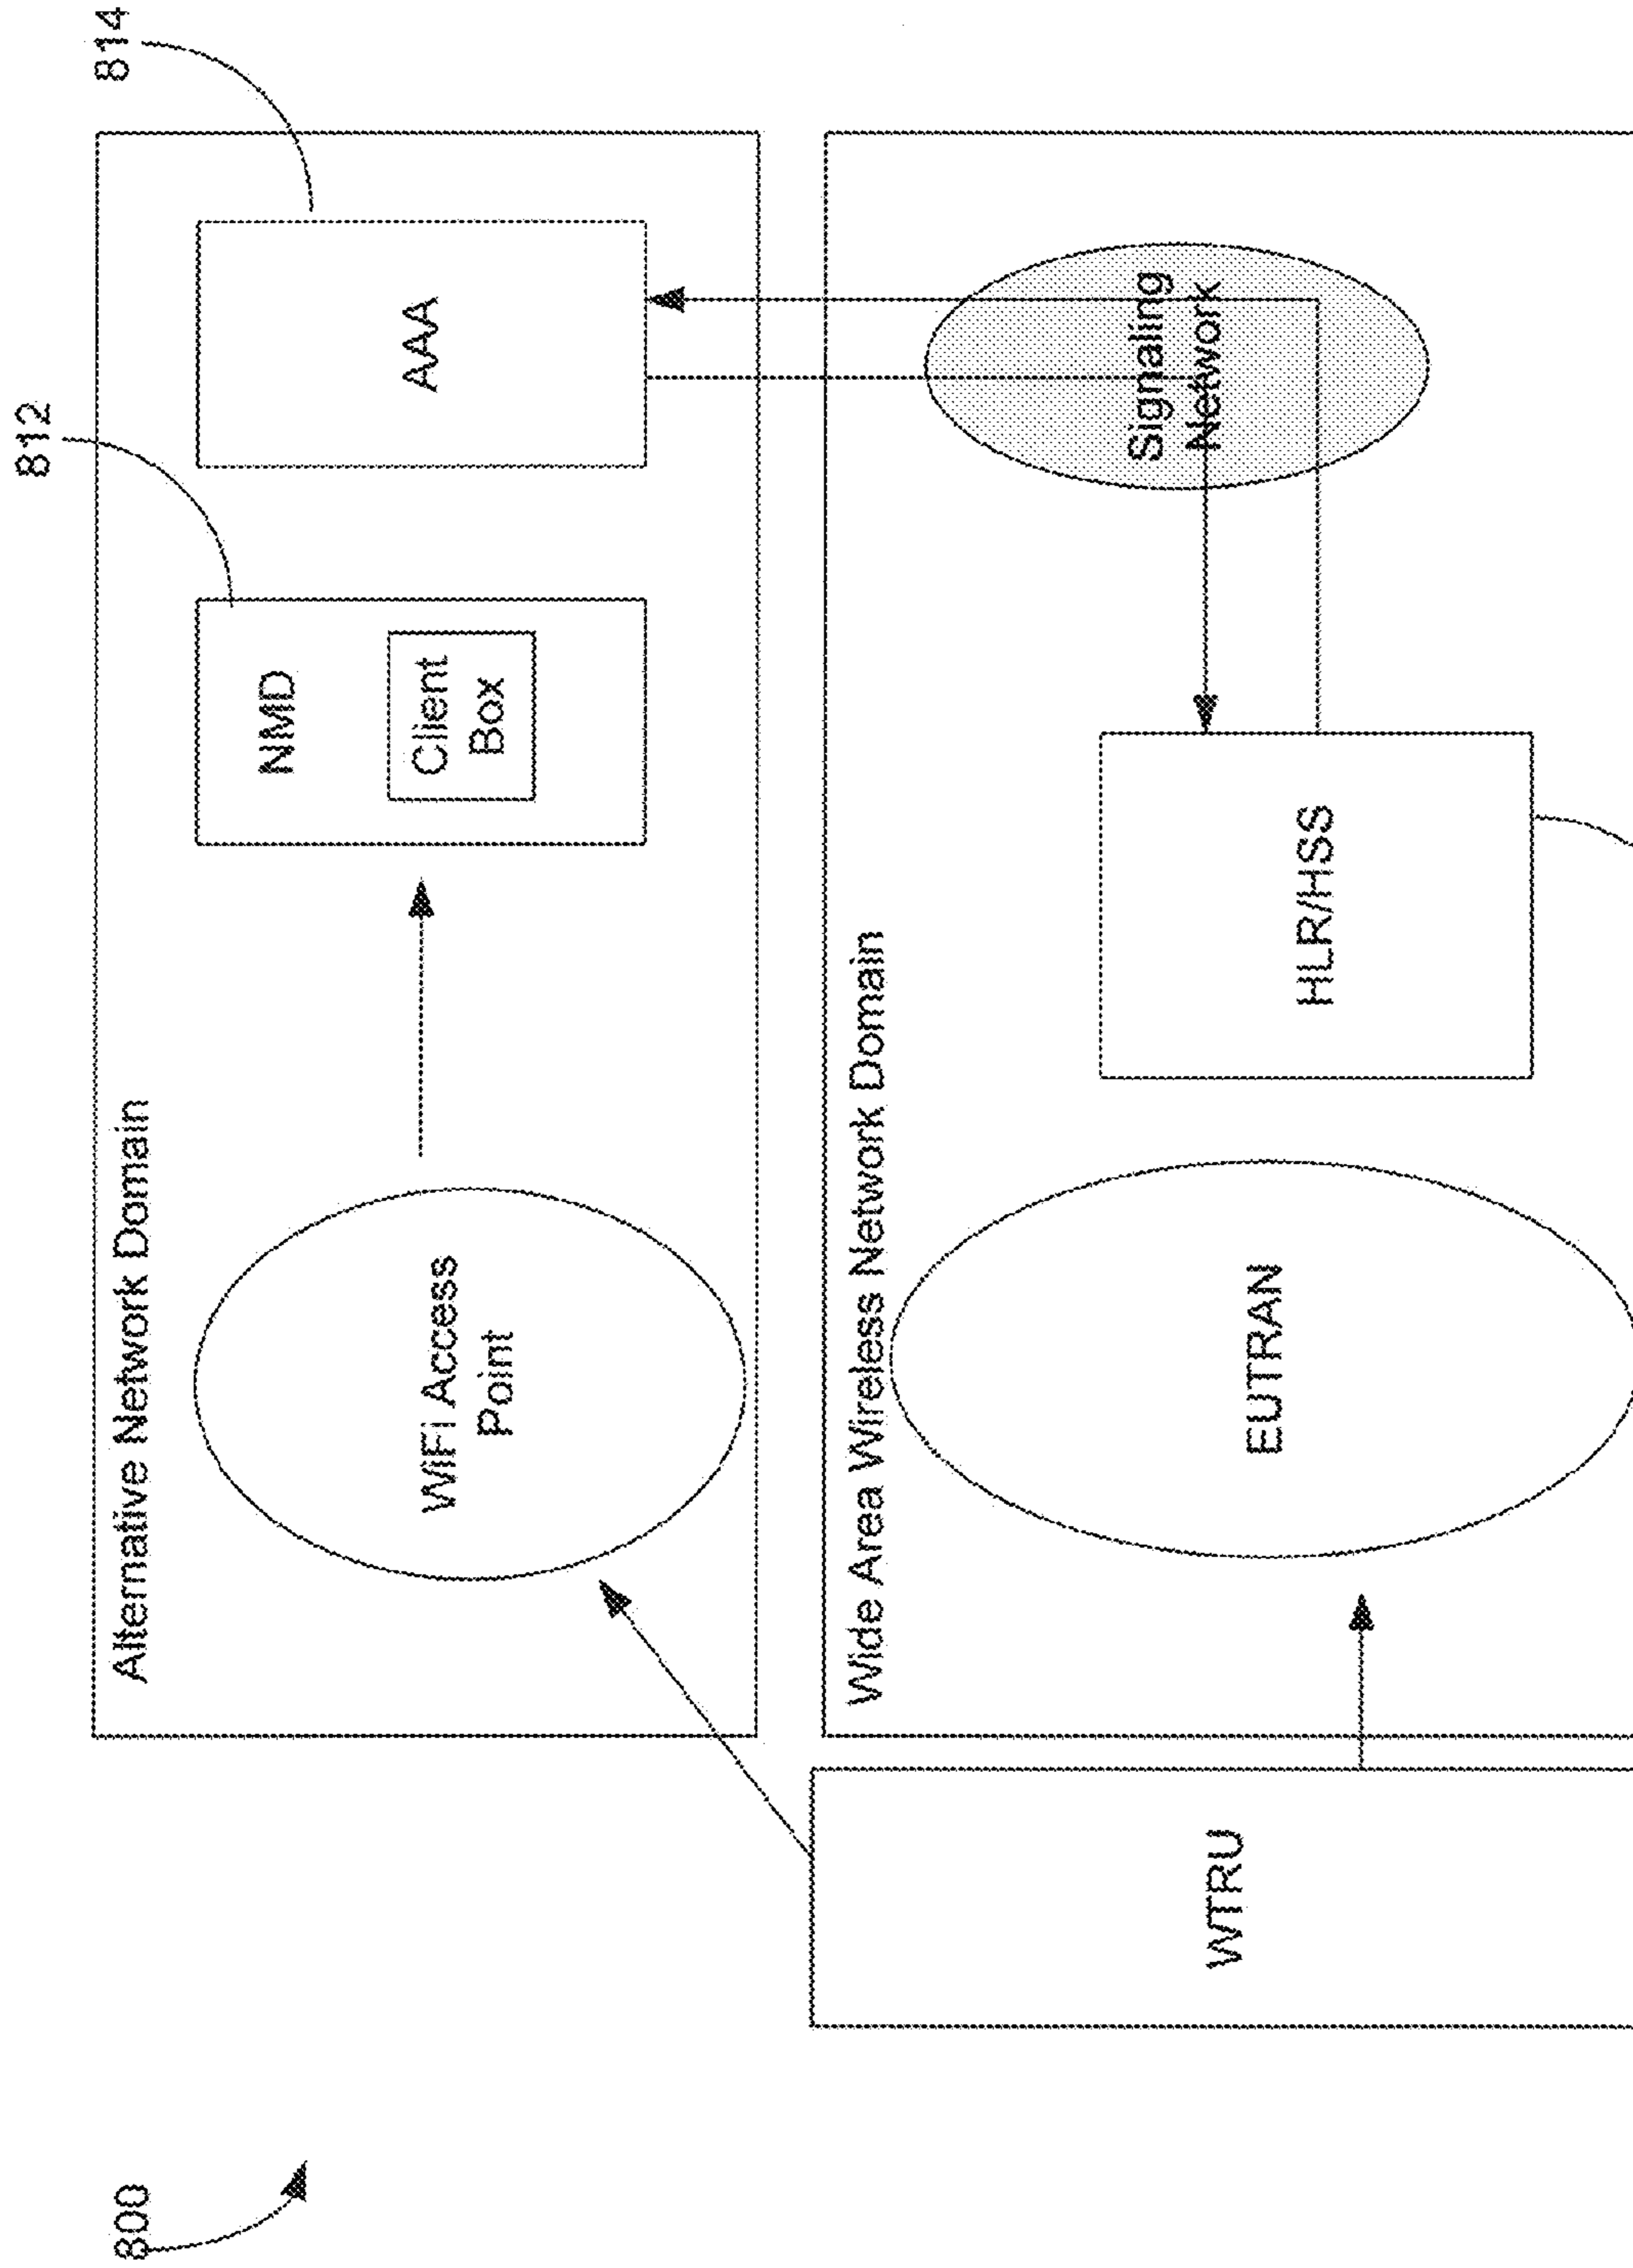 800
812
814
Alternative Network Domain
WiFi Access
Point
NMD
Client
Box
AAA
Wide Area Wireless Network Domain
WTRU
EUTRAN
HLR/HSS
Signaling
Network